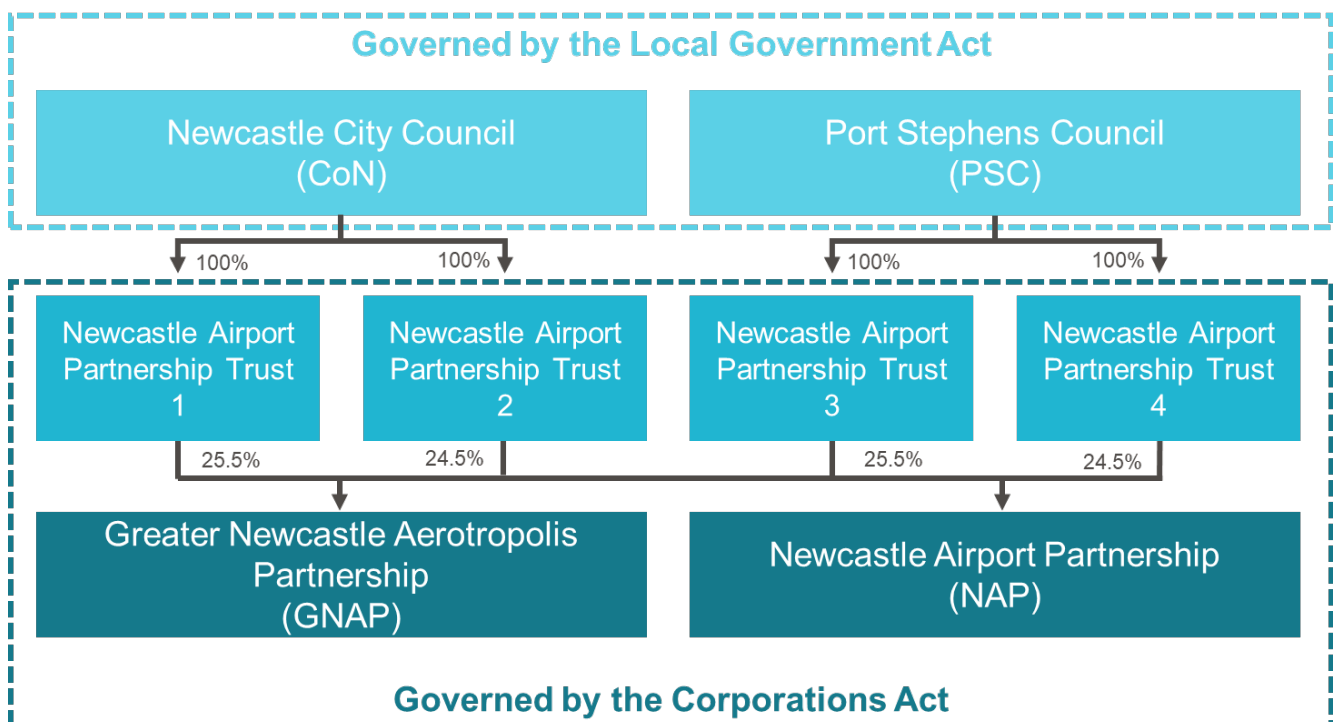 Governed by the Local Government Act
Newcastle City Council
(CoN)
Port Stephens Council
(PSC)
100%
100%
100%
100%
Newcastle Airport
Partnership Trust
1
Newcastle Airport
Partnership Trust
2
Newcastle Airport
Partnership Trust
3
Newcastle Airport
Partnership Trust
4
25.5%
24.5%
25.5%
24.5%
Greater Newcastle Aerotropolis
Partnership
(GNAP)
Newcastle Airport Partnership
(NAP)
Governed by the Corporations Act